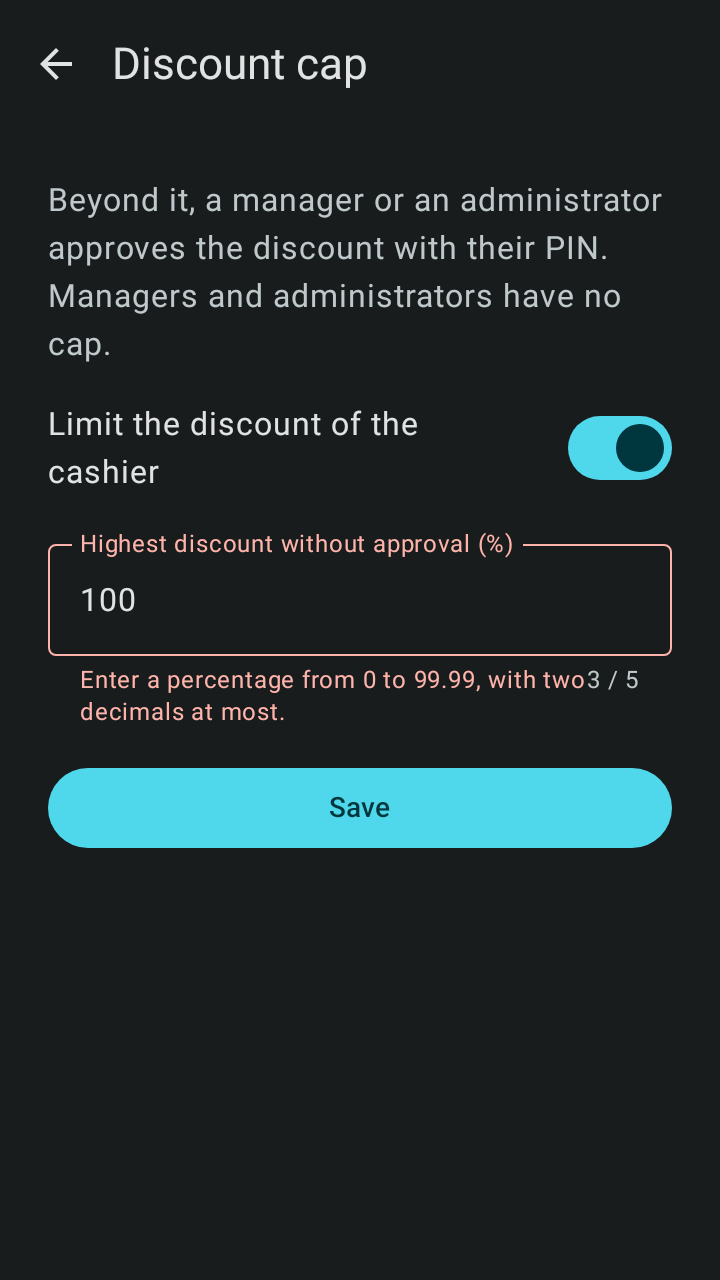 Discount cap
Beyond it, a manager or an administrator
approves the discount with their PIN.
Managers and administrators have no
cap.
Limit the discount of the
cashier
Highest discount without approval (%)
100
Enter a percentage from 0 to 99.99, with two 3 / 5
decimals at most.
Save